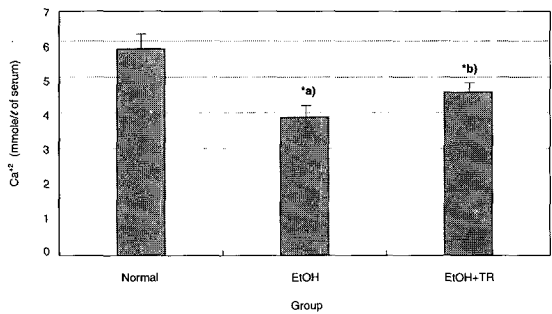 7
6
5
4
3
2
1
0
Ca⁺² (mmole/ℓ of serum)
*a)
*b)
Normal
EtOH
EtOH+TR
Group